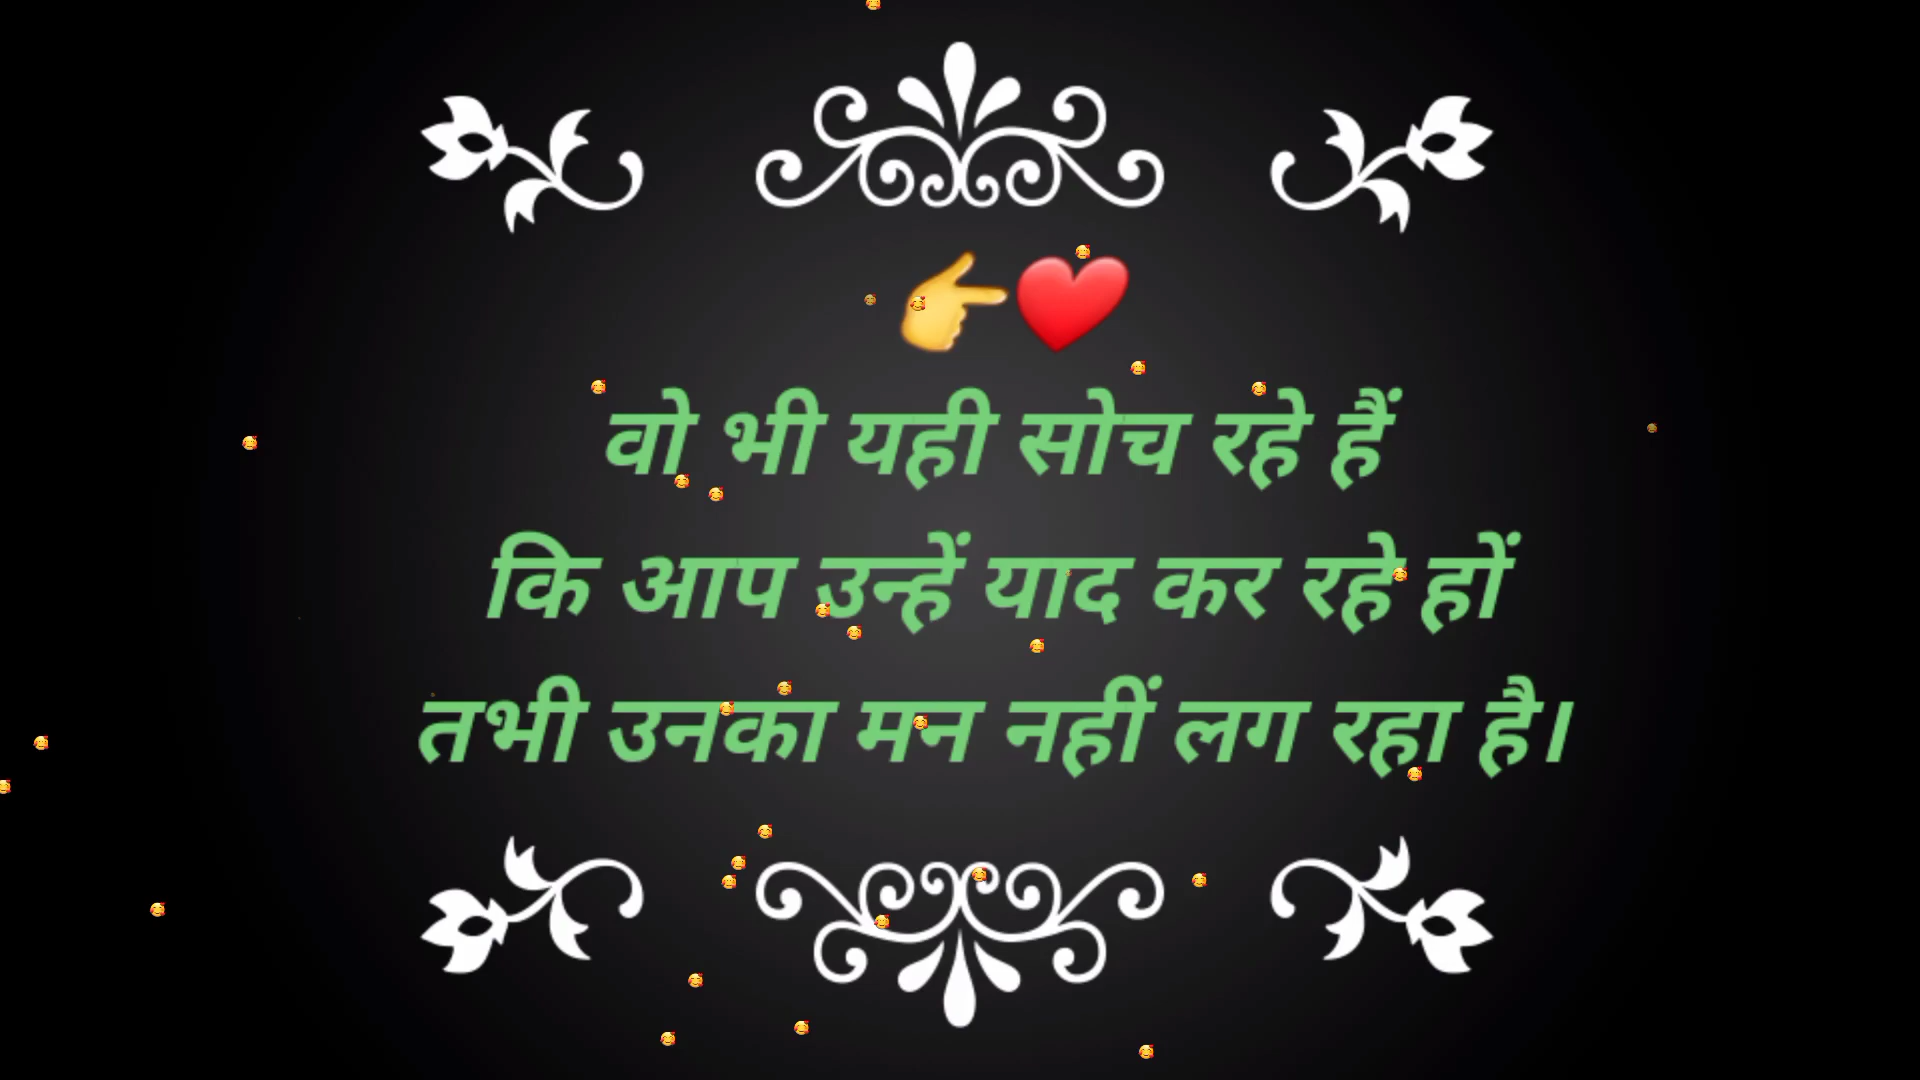 वो भी यही सोच रहे हैं
कि आप उन्हें याद कर रहे हों
तभी उनका मन नहीं लग रहा है।